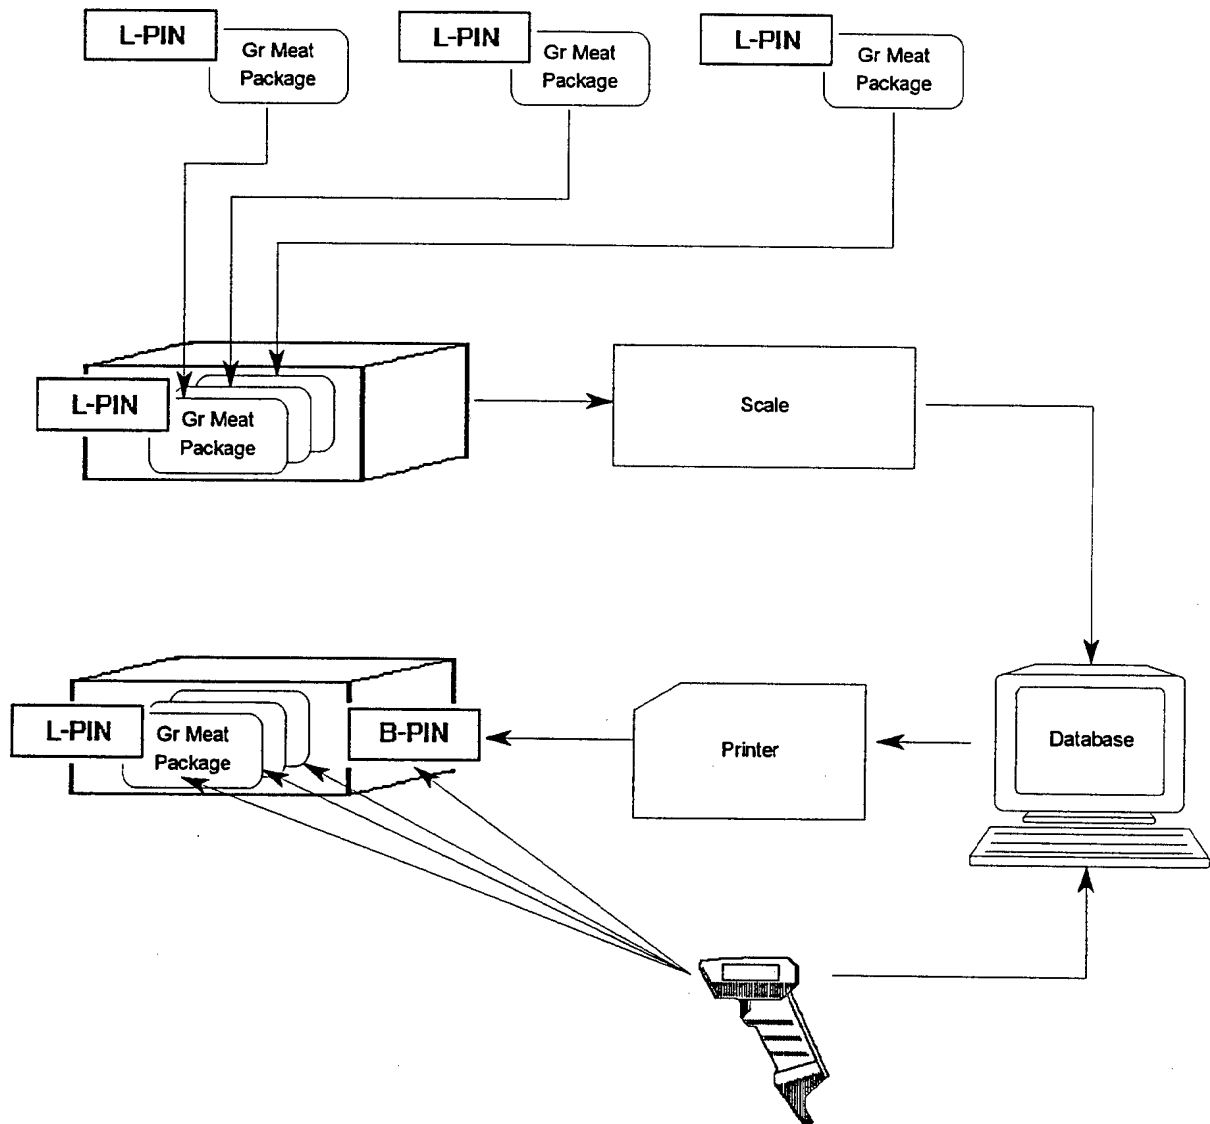 L-PIN
Gr Meat
Package
L-PIN
Gr Meat
Package
L-PIN
Gr Meat
Package
L-PIN
Gr Meat
Package
Scale
L-PIN
Gr Meat
Package
B-PIN
Printer
Database